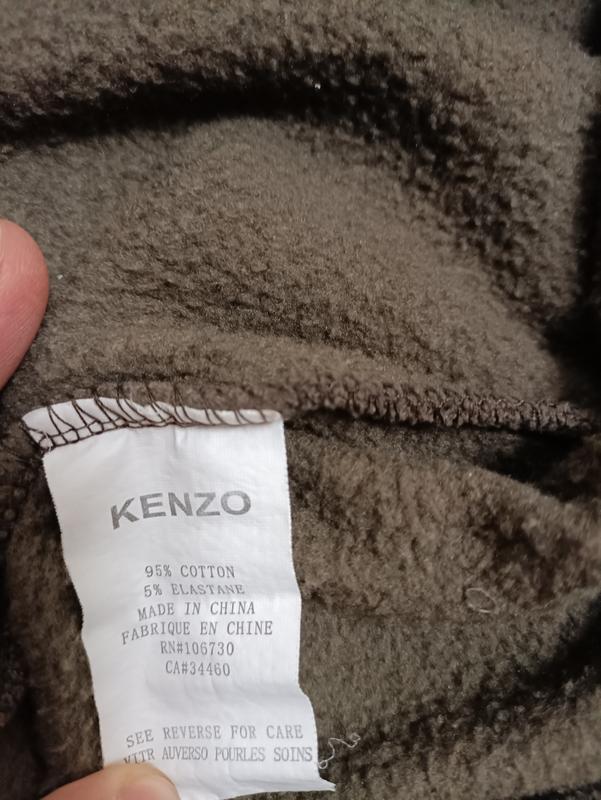 KENZO
95% COTTON
5% ELASTANE
MADE IN CHINA
FABRIQUE EN CHINE
RN#106730
CA#34460
SEE REVERSE FOR CARE
VITR AUVERSO POURLES SOINS